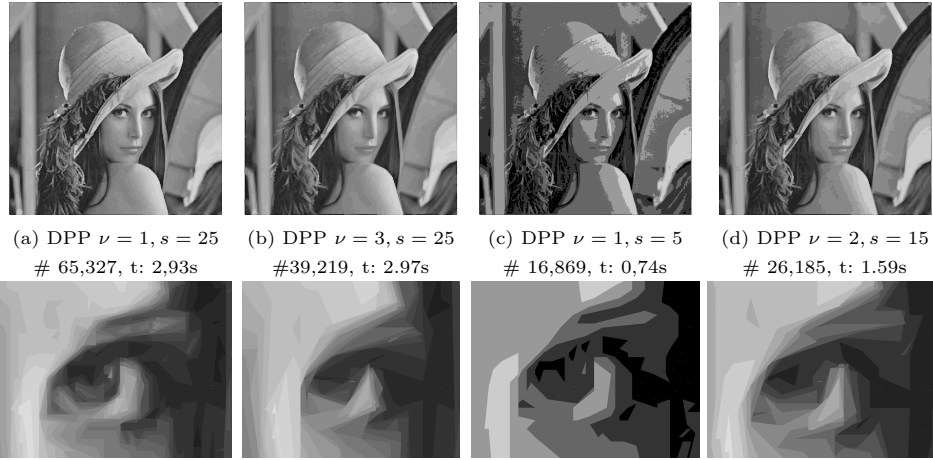 (a) DPP ν = 1, s = 25
(b) DPP ν = 3, s = 25
(c) DPP ν = 1, s = 5
(d) DPP ν = 2, s = 15
# 65,327, t: 2,93s
#39,219, t: 2.97s
# 16,869, t: 0,74s
# 26,185, t: 1.59s